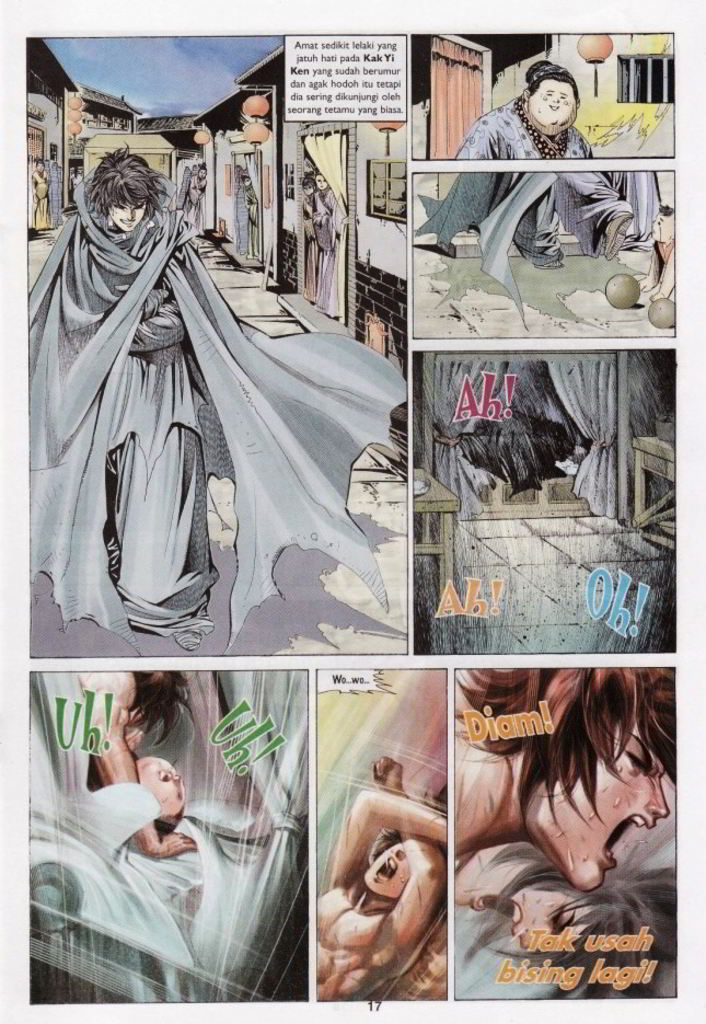 Amat sedikit lelaki yang
jatuh hati pada Kak Yi
Ken yang sudah berumur
dan agak hodoh itu tetapi
dia sering dikunjungi oleh
seorang tetamu yang biasa.
Ah!
Ah!
Oh!
Uh!
Uh!
Wo...wo..
Diam!
Tak usah
bising lagi!
17